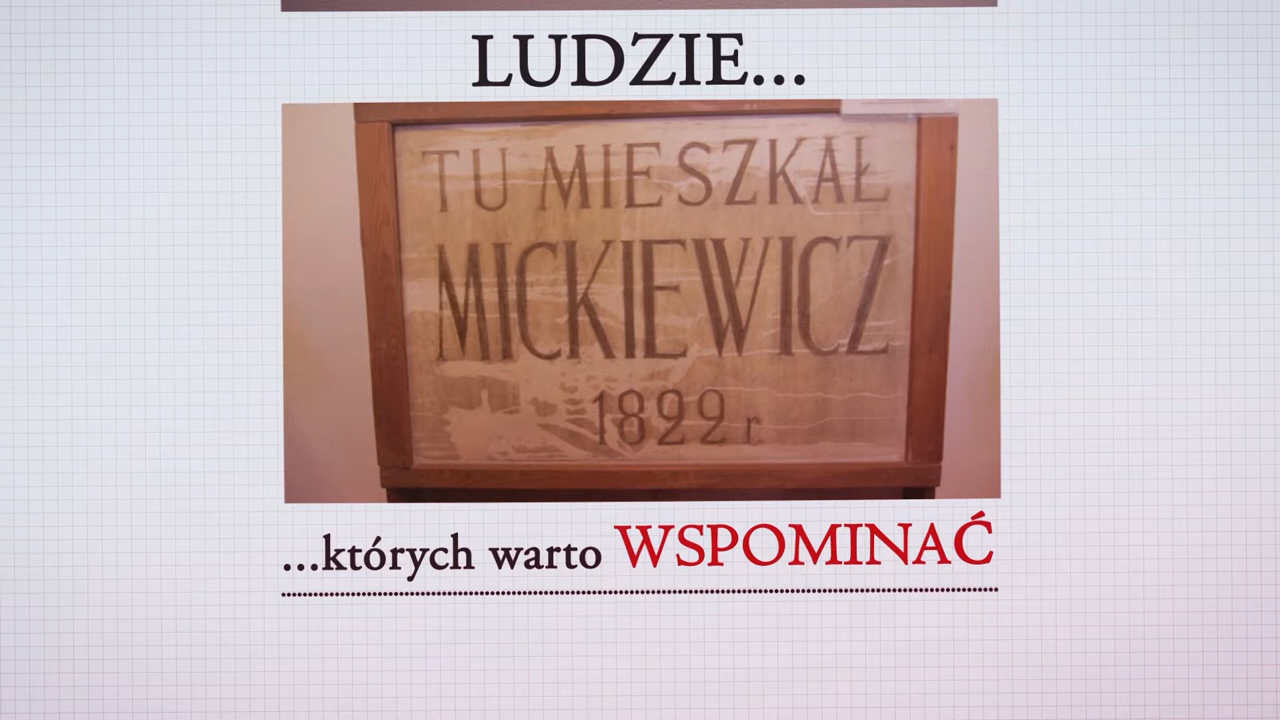 LUDZIE...
TU MIESZKAŁ
MICKIEWICZ
1822 r
...których warto WSPOMINAĆ